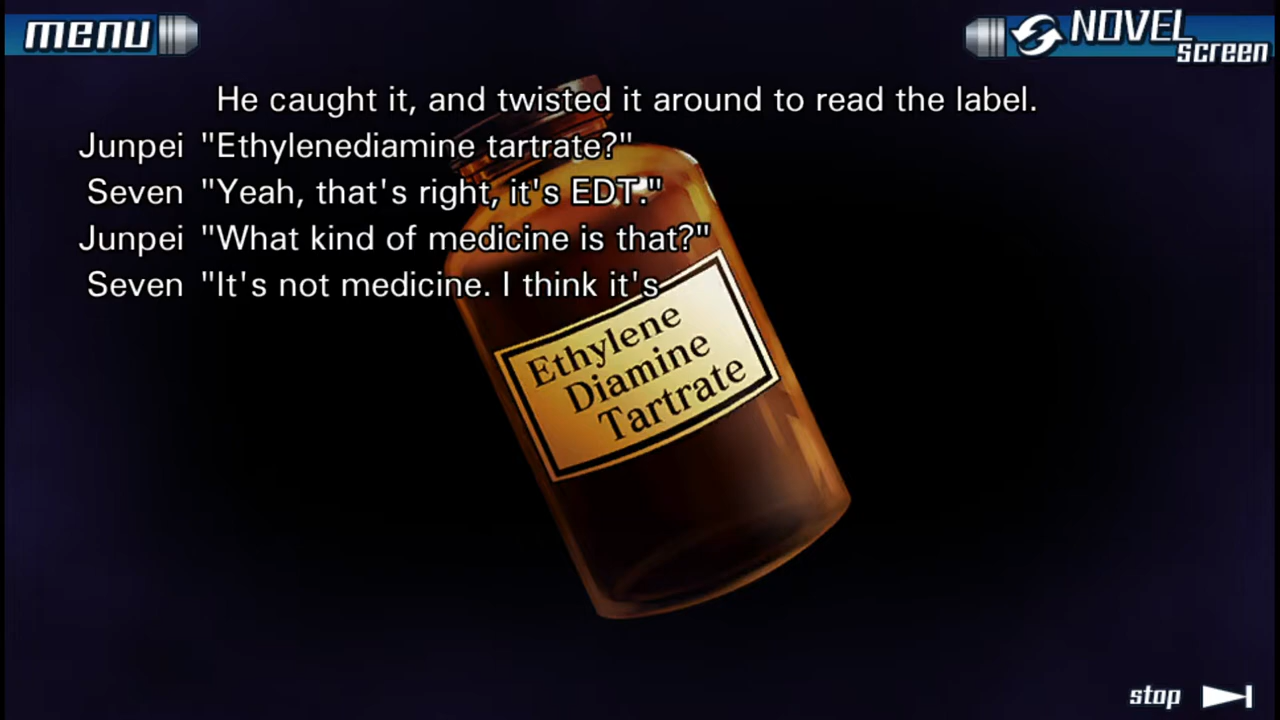 menu
NOVEL
screen
He caught it, and twisted it around to read the label.
Junpei "Ethylenediamine tartrate?"
Seven "Yeah, that's right, it's EDT."
Junpei "What kind of medicine is that?"
Seven "It's not medicine. I think it's
Ethylene
Diamine
Tartrate
stop